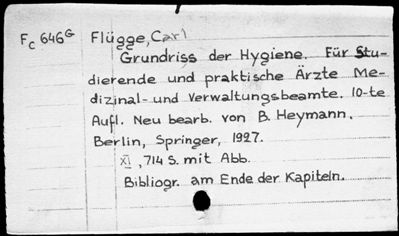 Fc 646G Flügge, Carl
Grundriss der Hygiene. Für Stu-
dierende und praktische Ärzte Me-
dizinal- und Verwaltungsbeamte. 10-te
Aufl. Neu bearb. von B. Heymann.
Berlin, Springer, 1927.
XI, 714 S. mit Abb.
Bibliogr. am Ende der Kapiteln.